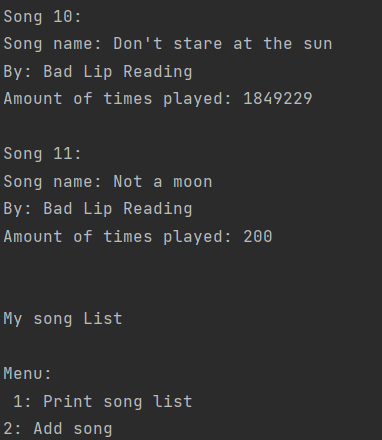 Song 10:
Song name: Don't stare at the sun
By: Bad Lip Reading
Amount of times played: 1849229
Song 11:
Song name: Not a moon
By: Bad Lip Reading
Amount of times played: 200
My song List
Menu:
1: Print song list
2: Add song